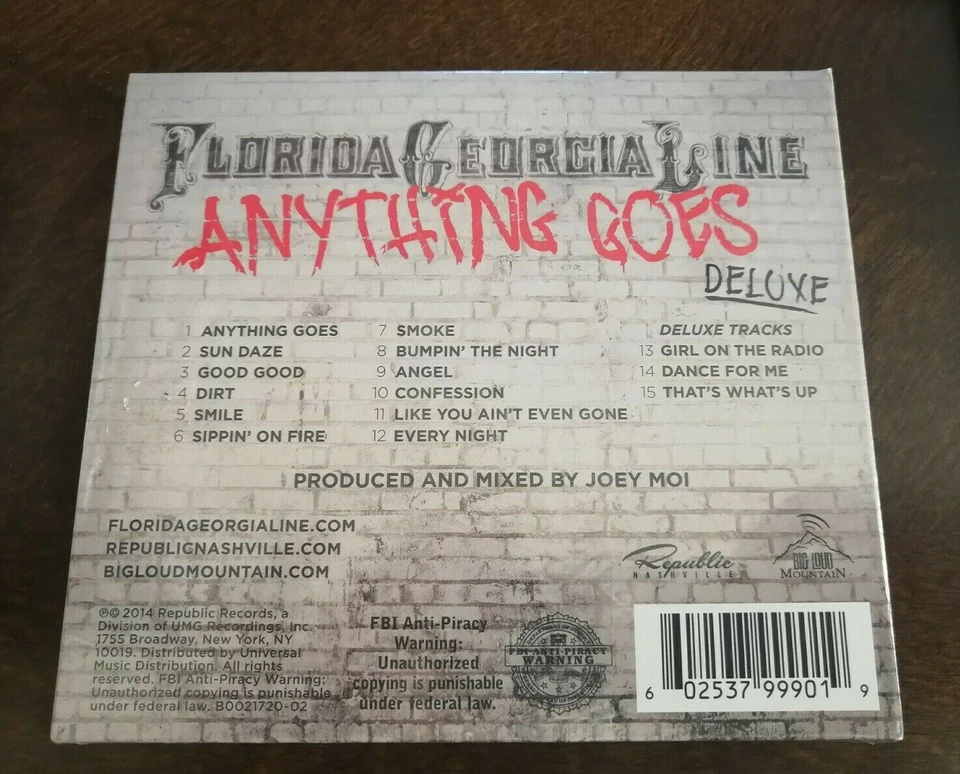 FLORIDA GEORGIA LINE
ANYTHING GOES
DELUXE
1 ANYTHING GOES
2 SUN DAZE
3 GOOD GOOD
4 DIRT
5 SMILE
6 SIPPIN' ON FIRE
7 SMOKE
8 BUMPIN' THE NIGHT
9 ANGEL
10 CONFESSION
11 LIKE YOU AIN'T EVEN GONE
12 EVERY NIGHT
DELUXE TRACKS
13 GIRL ON THE RADIO
14 DANCE FOR ME
15 THAT'S WHAT'S UP
PRODUCED AND MIXED BY JOEY MOI
FLORIDAGEORGIALINE.COM
REPUBLICNASHVILLE.COM
BIGLOUDMOUNTAIN.COM
Republic
NASHVILLE
BIG LOUD
MOUNTAIN
℗© 2014 Republic Records, a
Division of UMG Recordings, Inc.
1755 Broadway, New York, NY
10019. Distributed by Universal
Music Distribution. All rights
reserved. FBI Anti-Piracy Warning:
Unauthorized copying is punishable
under federal law. B0021720-02
FBI Anti-Piracy
Warning:
Unauthorized
copying is punishable
under federal law.
FBI ANTI-PIRACY
WARNING
6 02537 99901 9